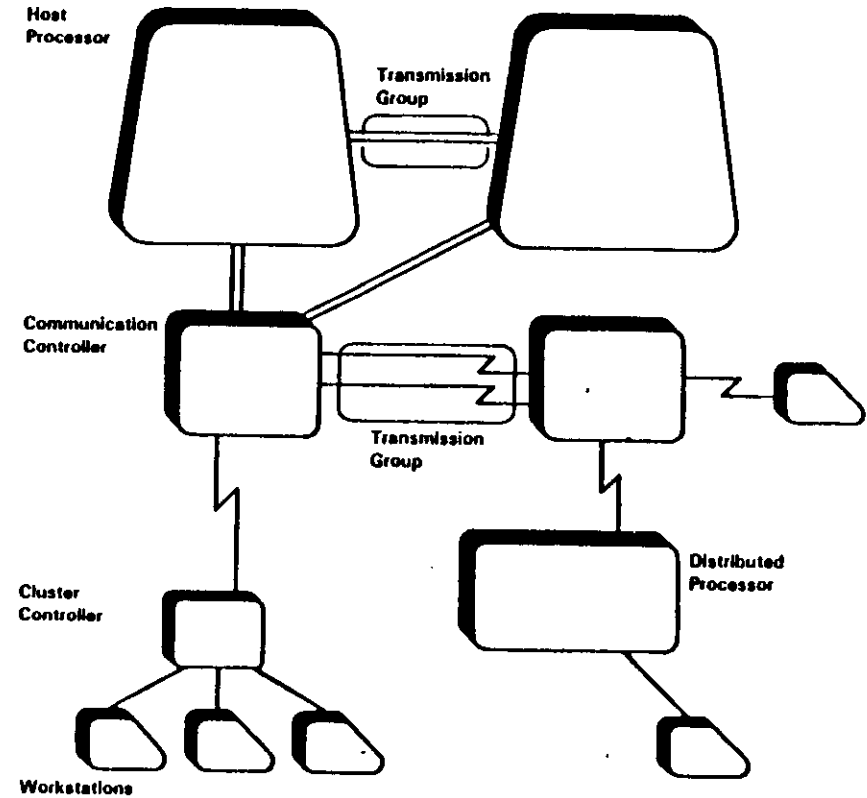 Host
Processor
Transmission
Group
Communication
Controller
Transmission
Group
Cluster
Controller
Distributed
Processor
Workstations